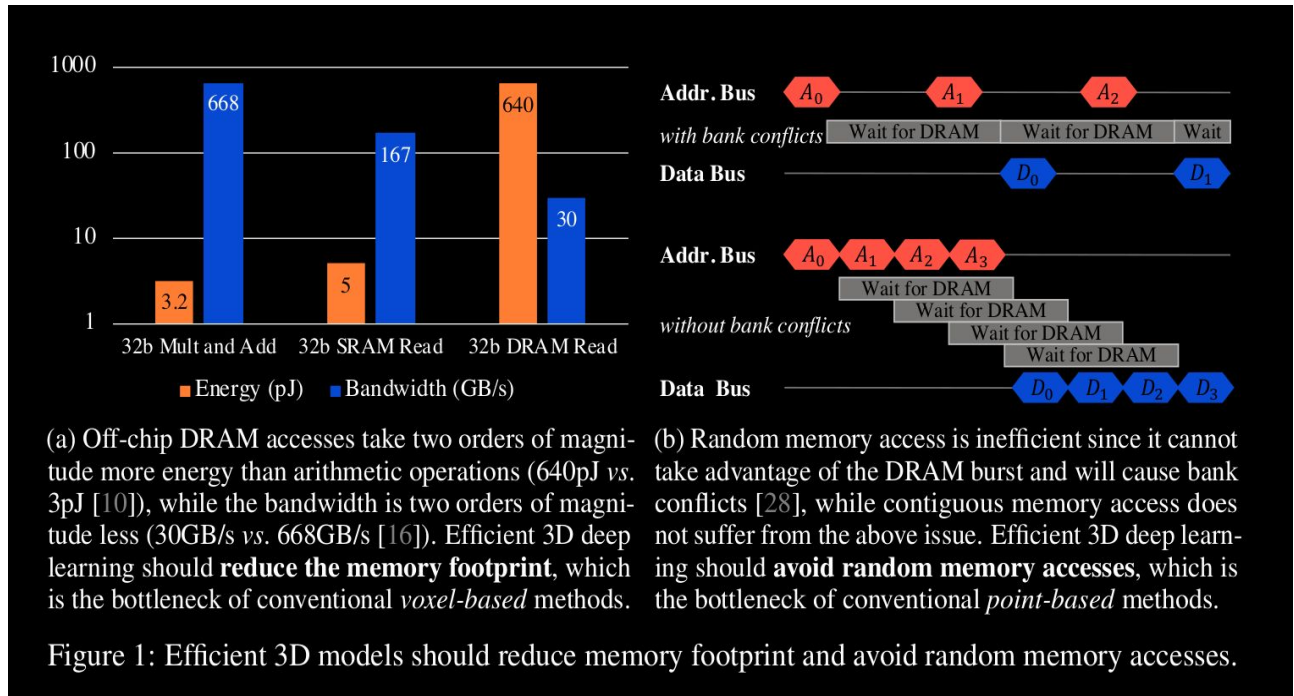 1000
100
10
1
668
167
640
30
3.2
5
32b Mult and Add 32b SRAM Read 32b DRAM Read
Energy (pJ) Bandwidth (GB/s)
(a) Off-chip DRAM accesses take two orders of magni-
tude more energy than arithmetic operations (640pJ vs.
3pJ [10]), while the bandwidth is two orders of magni-
tude less (30GB/s vs. 668GB/s [16]). Efficient 3D deep
learning should reduce the memory footprint, which
is the bottleneck of conventional voxel-based methods.
Addr. Bus A0 A1 A2
with bank conflicts Wait for DRAM Wait for DRAM Wait
Data Bus D0 D1
Addr. Bus A0 A1 A2 A3
Wait for DRAM
Wait for DRAM
without bank conflicts
Wait for DRAM
Wait for DRAM
Data Bus D0 D1 D2 D3
(b) Random memory access is inefficient since it cannot
take advantage of the DRAM burst and will cause bank
conflicts [28], while contiguous memory access does
not suffer from the above issue. Efficient 3D deep learn-
ing should avoid random memory accesses, which is
the bottleneck of conventional point-based methods.
Figure 1: Efficient 3D models should reduce memory footprint and avoid random memory accesses.